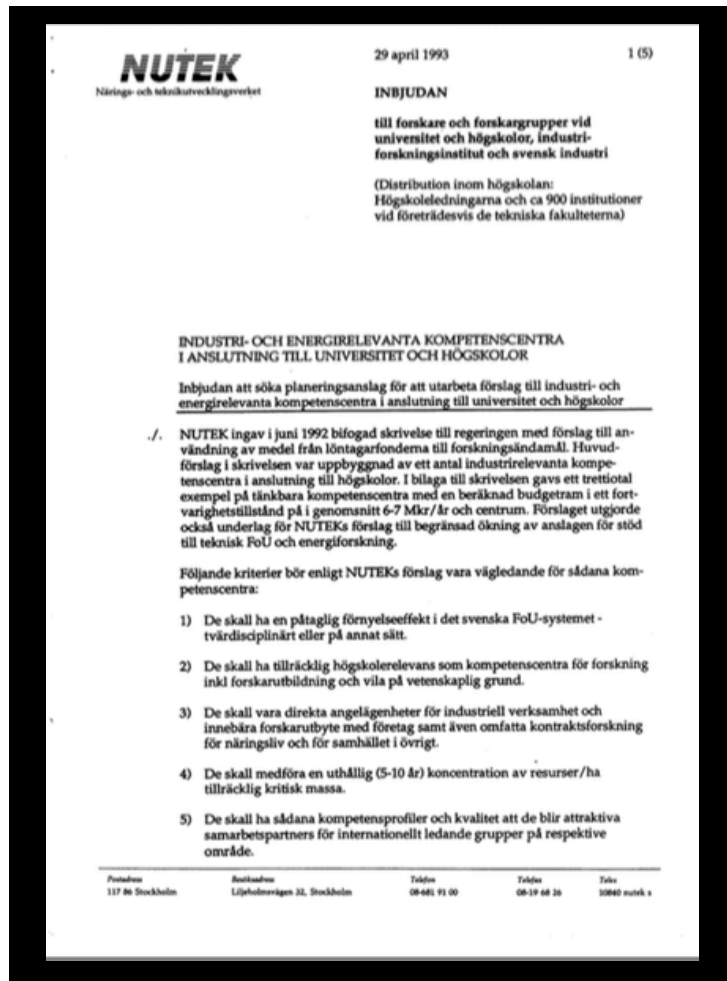 NUTEK
Närings- och teknikutvecklingsverket
29 april 1993
1 (5)
INBJUDAN
till forskare och forskargrupper vid
universitet och högskolor, industri-
forskningsinstitut och svensk industri
(Distribution inom högskolan:
Högskoleledningarna och ca 900 institutioner
vid företrädesvis de tekniska fakulteterna)
INDUSTRI- OCH ENERGIRELEVANTA KOMPETENSCENTRA
I ANSLUTNING TILL UNIVERSITET OCH HÖGSKOLOR
Inbjudan att söka planeringsanslag för att utarbeta förslag till industri- och
energirelevanta kompetenscentra i anslutning till universitet och högskolor
./. NUTEK ingav i juni 1992 bifogad skrivelse till regeringen med förslag till an-
vändning av medel från löntagarfonderna till forskningsändamål. Huvud-
förslag i skrivelsen var uppbyggnad av ett antal industrirelevanta kompe-
tenscentra i anslutning till högskolor. I bilaga till skrivelsen gavs ett trettiotal
exempel på tänkbara kompetenscentra med en beräknad budgetram i ett fort-
varighetstillstånd på i genomsnitt 6-7 Mkr/år och centrum. Förslaget utgjorde
också underlag för NUTEKs förslag till begränsad ökning av anslagen för stöd
till teknisk FoU och energiforskning.
Följande kriterier bör enligt NUTEKs förslag vara vägledande för sådana kom-
petenscentra:
1) De skall ha en påtaglig förnyelseeffekt i det svenska FoU-systemet -
tvärdisciplinärt eller på annat sätt.
2) De skall ha tillräcklig högskolerelevans som kompetenscentra för forskning
inkl forskarutbildning och vila på vetenskaplig grund.
3) De skall vara direkta angelägenheter för industriell verksamhet och
innebära forskarutbyte med företag samt även omfatta kontraktsforskning
för näringsliv och för samhället i övrigt.
4) De skall medföra en uthållig (5-10 år) koncentration av resurser/ha
tillräcklig kritisk massa.
5) De skall ha sådana kompetensprofiler och kvalitet att de blir attraktiva
samarbetspartners för internationellt ledande grupper på respektive
område.
Postadress Besöksadress Telefon Telefax Telex
117 86 Stockholm Liljeholmsvägen 32, Stockholm 08-681 91 00 08-19 68 26 10840 nutek s